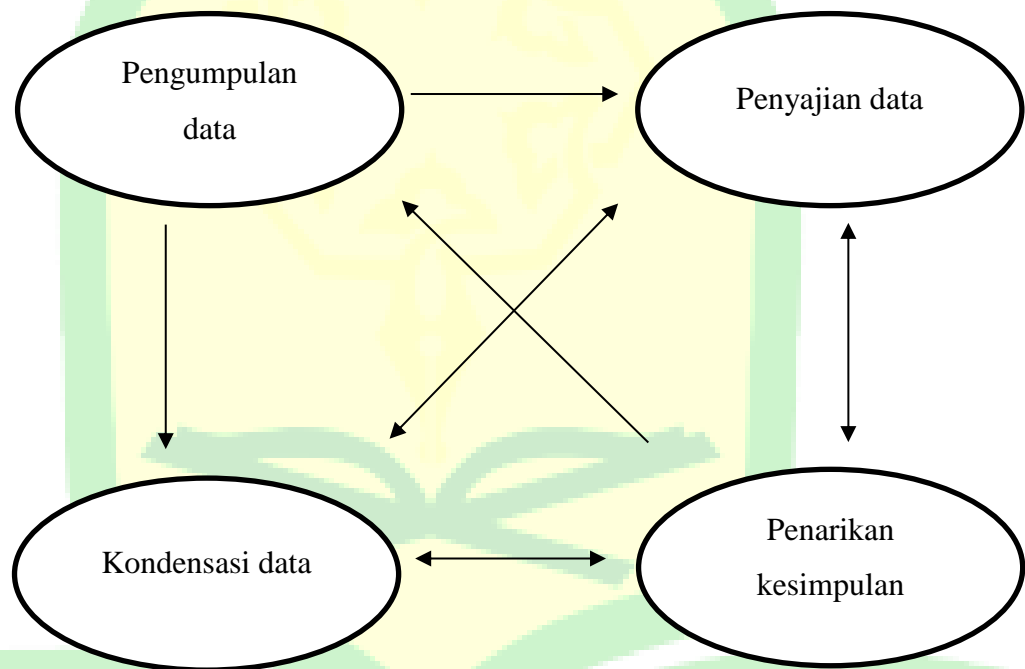 Pengumpulan
data
Penyajian data
Kondensasi data
Penarikan
kesimpulan